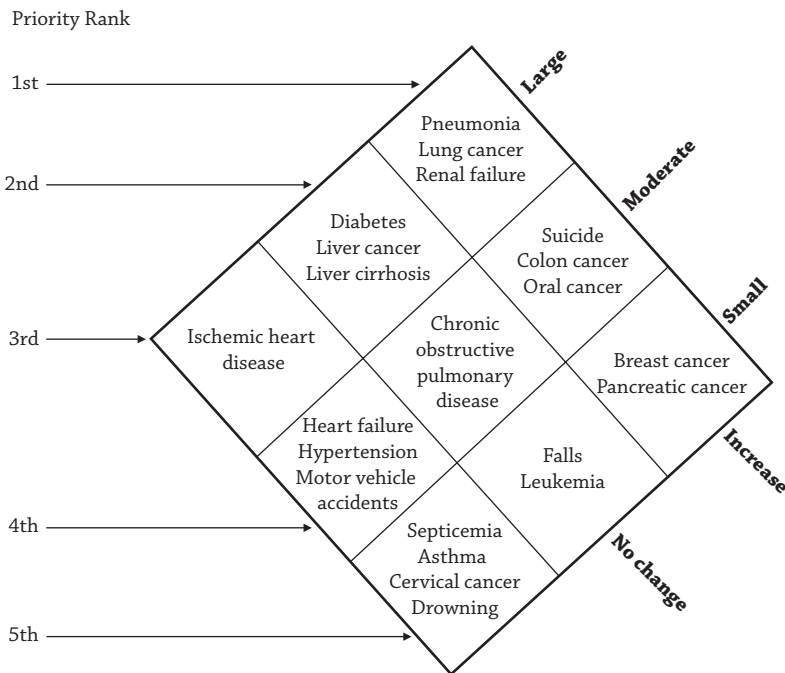 Priority Rank
1st
2nd
3rd
4th
5th
Large
Moderate
Small
Increase
No change
Pneumonia
Lung cancer
Renal failure
Diabetes
Liver cancer
Liver cirrhosis
Suicide
Colon cancer
Oral cancer
Ischemic heart
disease
Chronic
obstructive
pulmonary
disease
Breast cancer
Pancreatic cancer
Heart failure
Hypertension
Motor vehicle
accidents
Falls
Leukemia
Septicemia
Asthma
Cervical cancer
Drowning